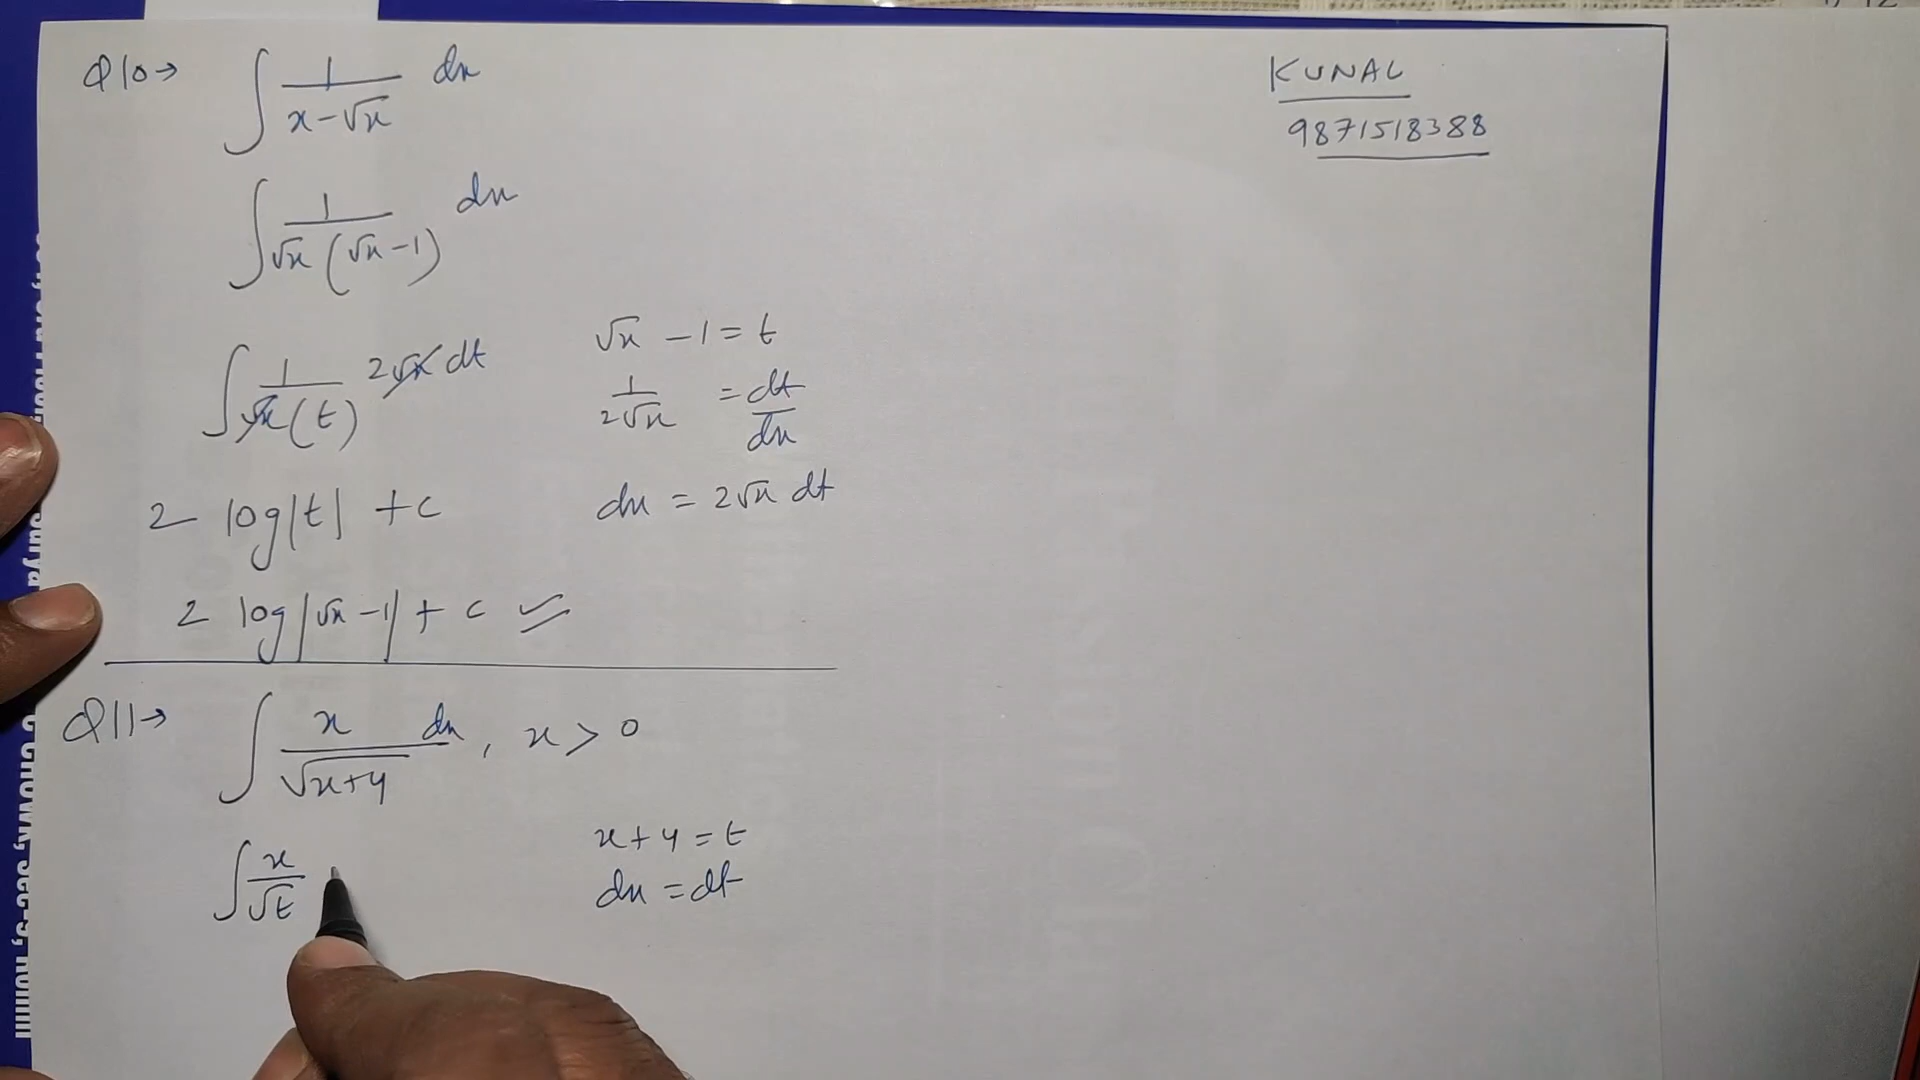 Q10→ ∫ 1/(x-√x) dx
KUNAL
9871518388
∫ 1/(√x (√x-1)) dx
∫ 1/(√x(t)) 2√x dt
√x - 1 = t
1/(2√x) = dt/dx
dx = 2√x dt
2 log|t| + c
2 log|√x-1| + c
Q11→ ∫ x dx/√(x+4) , x > 0
x+4 = t
dx = dt
∫ x/√t